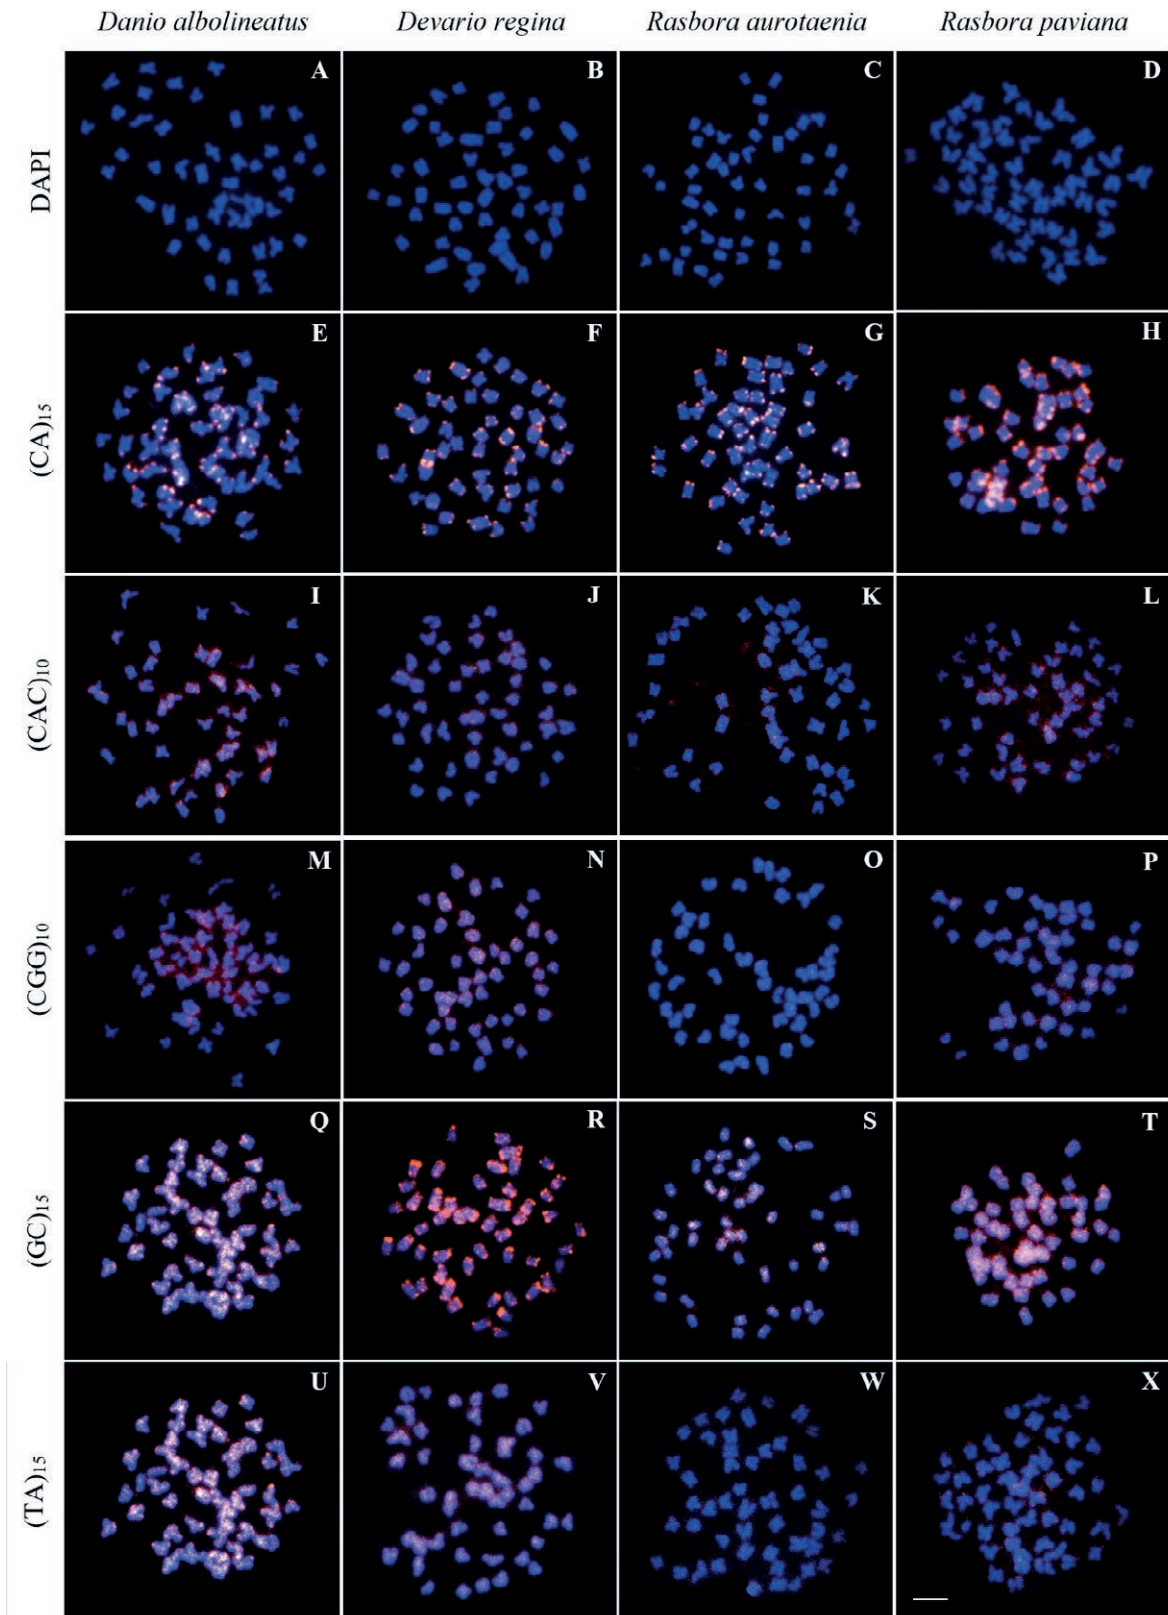 Danio albolineatus Devario regina Rasbora aurotaenia Rasbora paviana
DAPI A B C D
(CA)15 E F G H
(CAC)10 I J K L
(CGG)10 M N O P
(GC)15 Q R S T
(TA)15 U V W X